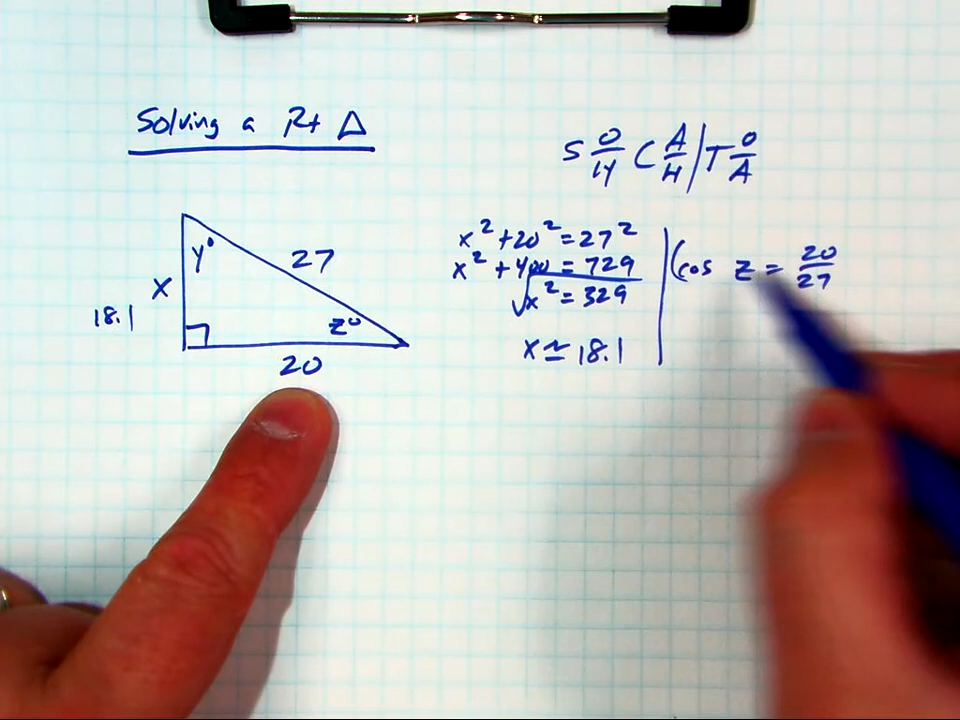 Solving a Rt Δ
S O/H C A/H | T O/A
y°
27
x
18.1
z°
20
x² + 20² = 27²
x² + 400 = 729
√x² = 329
x ≃ 18.1
Cos z = 20/27